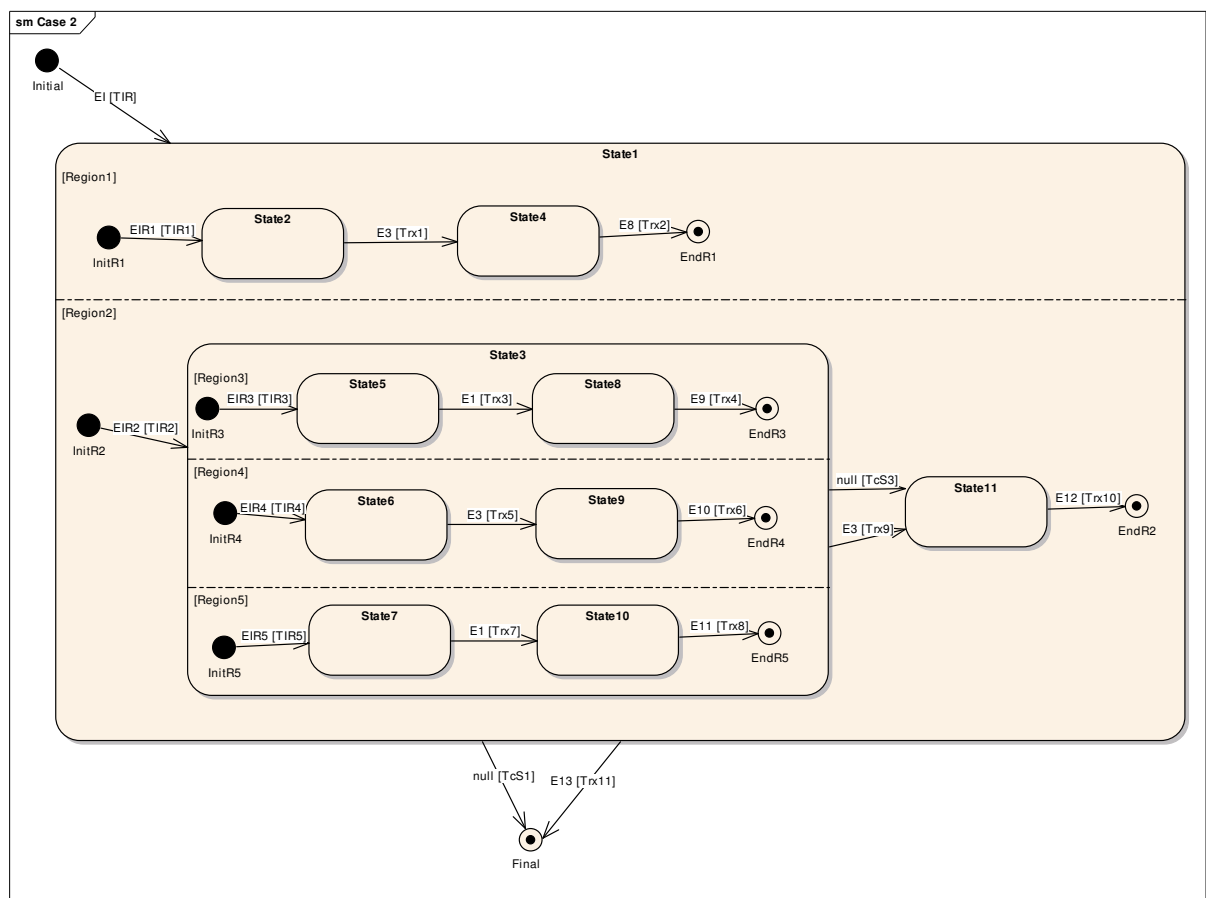 sm Case 2
Initial
EI [TIR]
State1
[Region1]
State2
State4
EIR1 [TIR1]
E3 [Trx1]
E8 [Trx2]
InitR1
EndR1
[Region2]
State3
[Region3]
State5
State8
EIR3 [TIR3]
E1 [Trx3]
E9 [Trx4]
InitR3
EndR3
EIR2 [TIR2]
InitR2
[Region4]
State6
State9
EIR4 [TIR4]
E3 [Trx5]
E10 [Trx6]
InitR4
EndR4
null [TcS3]
State11
E12 [Trx10]
E3 [Trx9]
EndR2
[Region5]
State7
State10
EIR5 [TIR5]
E1 [Trx7]
E11 [Trx8]
InitR5
EndR5
null [TcS1]
E13 [Trx11]
Final